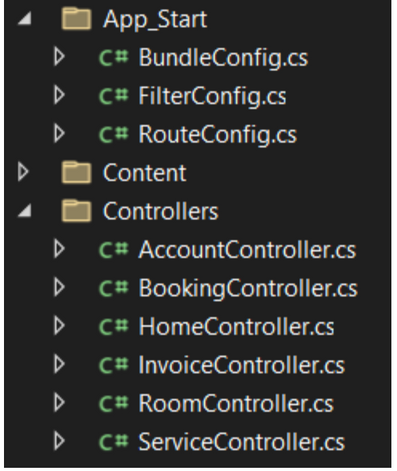 App_Start
C# BundleConfig.cs
C# FilterConfig.cs
C# RouteConfig.cs
Content
Controllers
C# AccountController.cs
C# BookingController.cs
C# HomeController.cs
C# InvoiceController.cs
C# RoomController.cs
C# ServiceController.cs